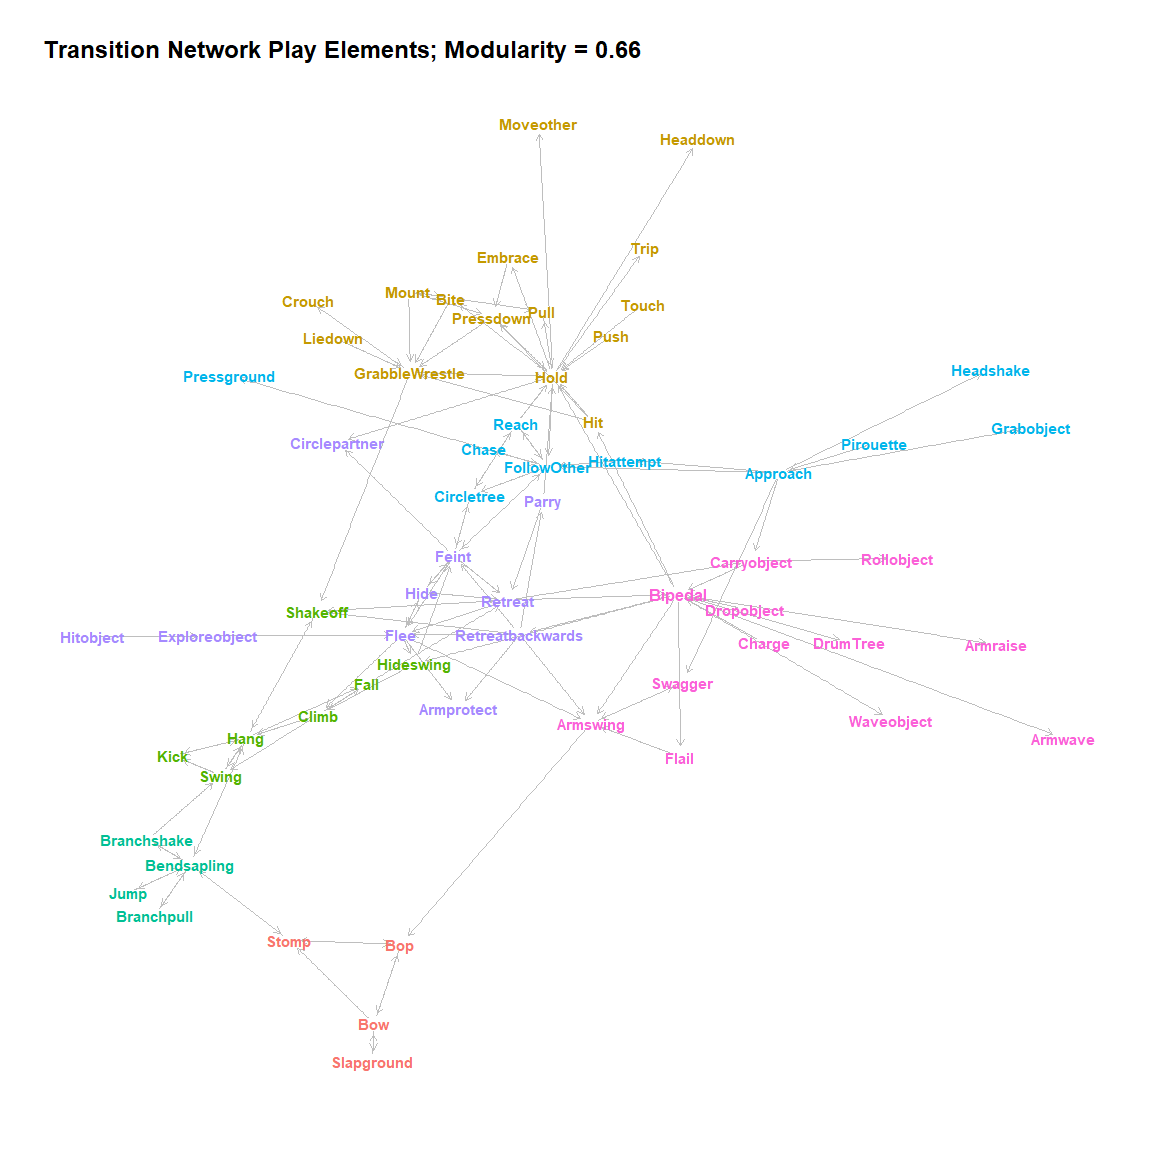 Transition Network Play Elements; Modularity = 0.66
Moveother
Headdown
Trip
Embrace
Mount
Bite
Crouch
Pull
Touch
Pressdown
Liedown
Push
GrabbleWrestle
Hold
Pressground
Headshake
Reach
Hit
Grabobject
Circlepartner
Chase
Pirouette
FollowOther
Hitattempt
Approach
Circletree
Parry
Feint
Carryobject
Rollobject
Hide
Retreat
Bipedal
Shakeoff
Dropobject
Hitobject
Exploreobject
Flee
Retreatbackwards
Charge
DrumTree
Armraise
Hideswing
Fall
Swagger
Armprotect
Climb
Armswing
Waveobject
Hang
Armwave
Kick
Flail
Swing
Branchshake
Bendsapling
Jump
Branchpull
Stomp
Bop
Bow
Slapground